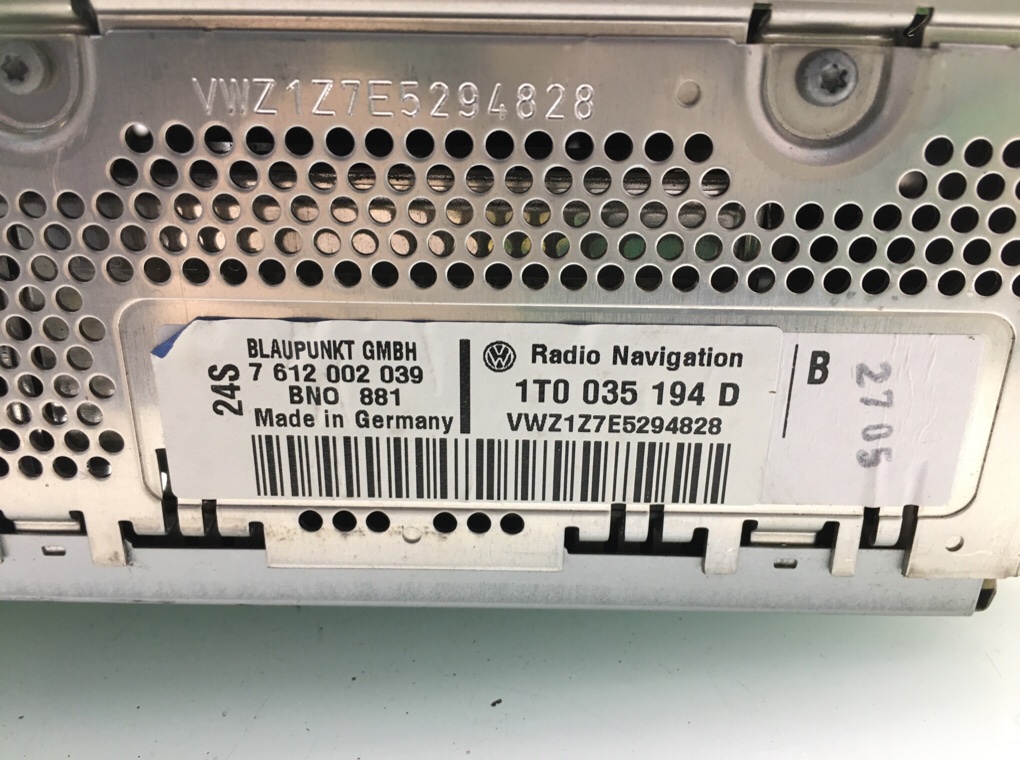 VWZ1Z7E5294828
24S
BLAUPUNKT GMBH
7 612 002 039
BNO 881
Made in Germany
Radio Navigation
1T0 035 194 D
VWZ1Z7E5294828
B
2705